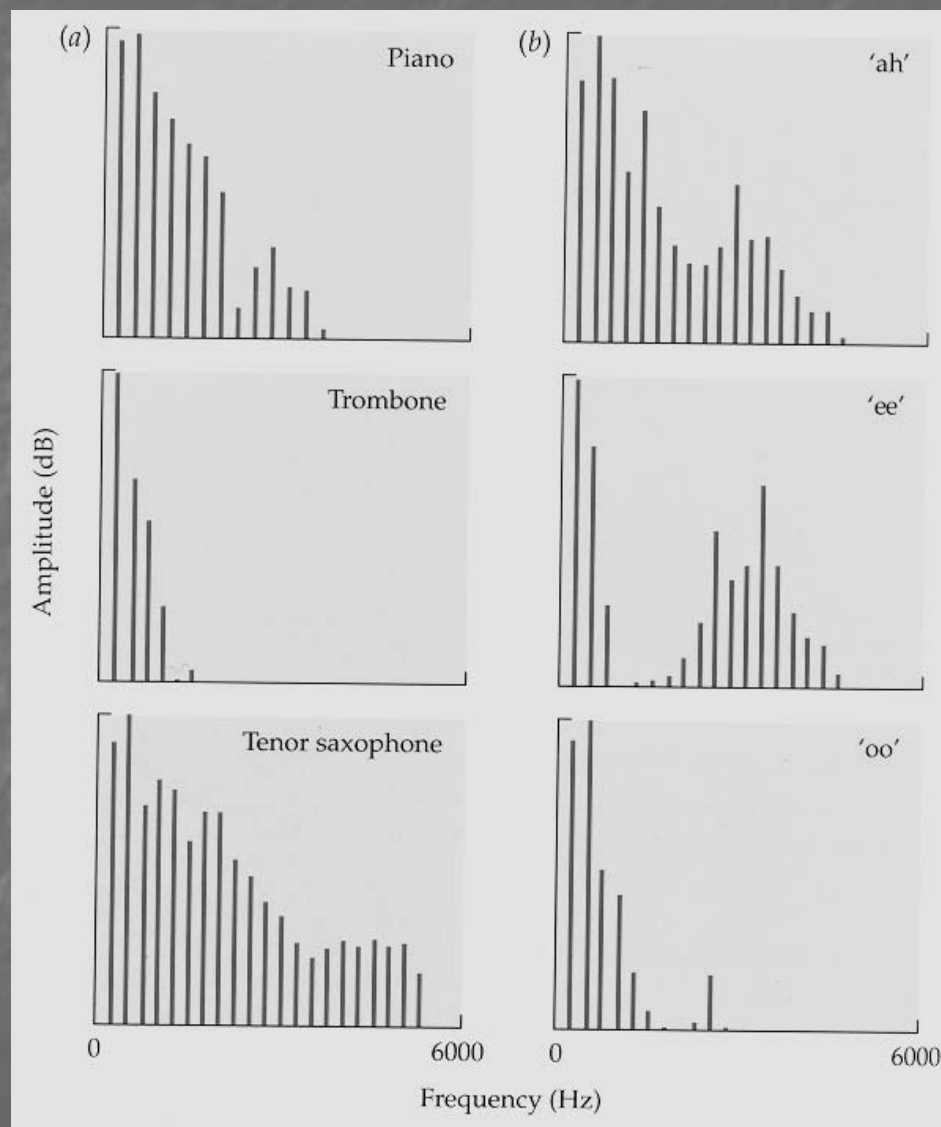 (a)
Piano
(b)
'ah'
Trombone
'ee'
Tenor saxophone
'oo'
Amplitude (dB)
0
6000
0
6000
Frequency (Hz)